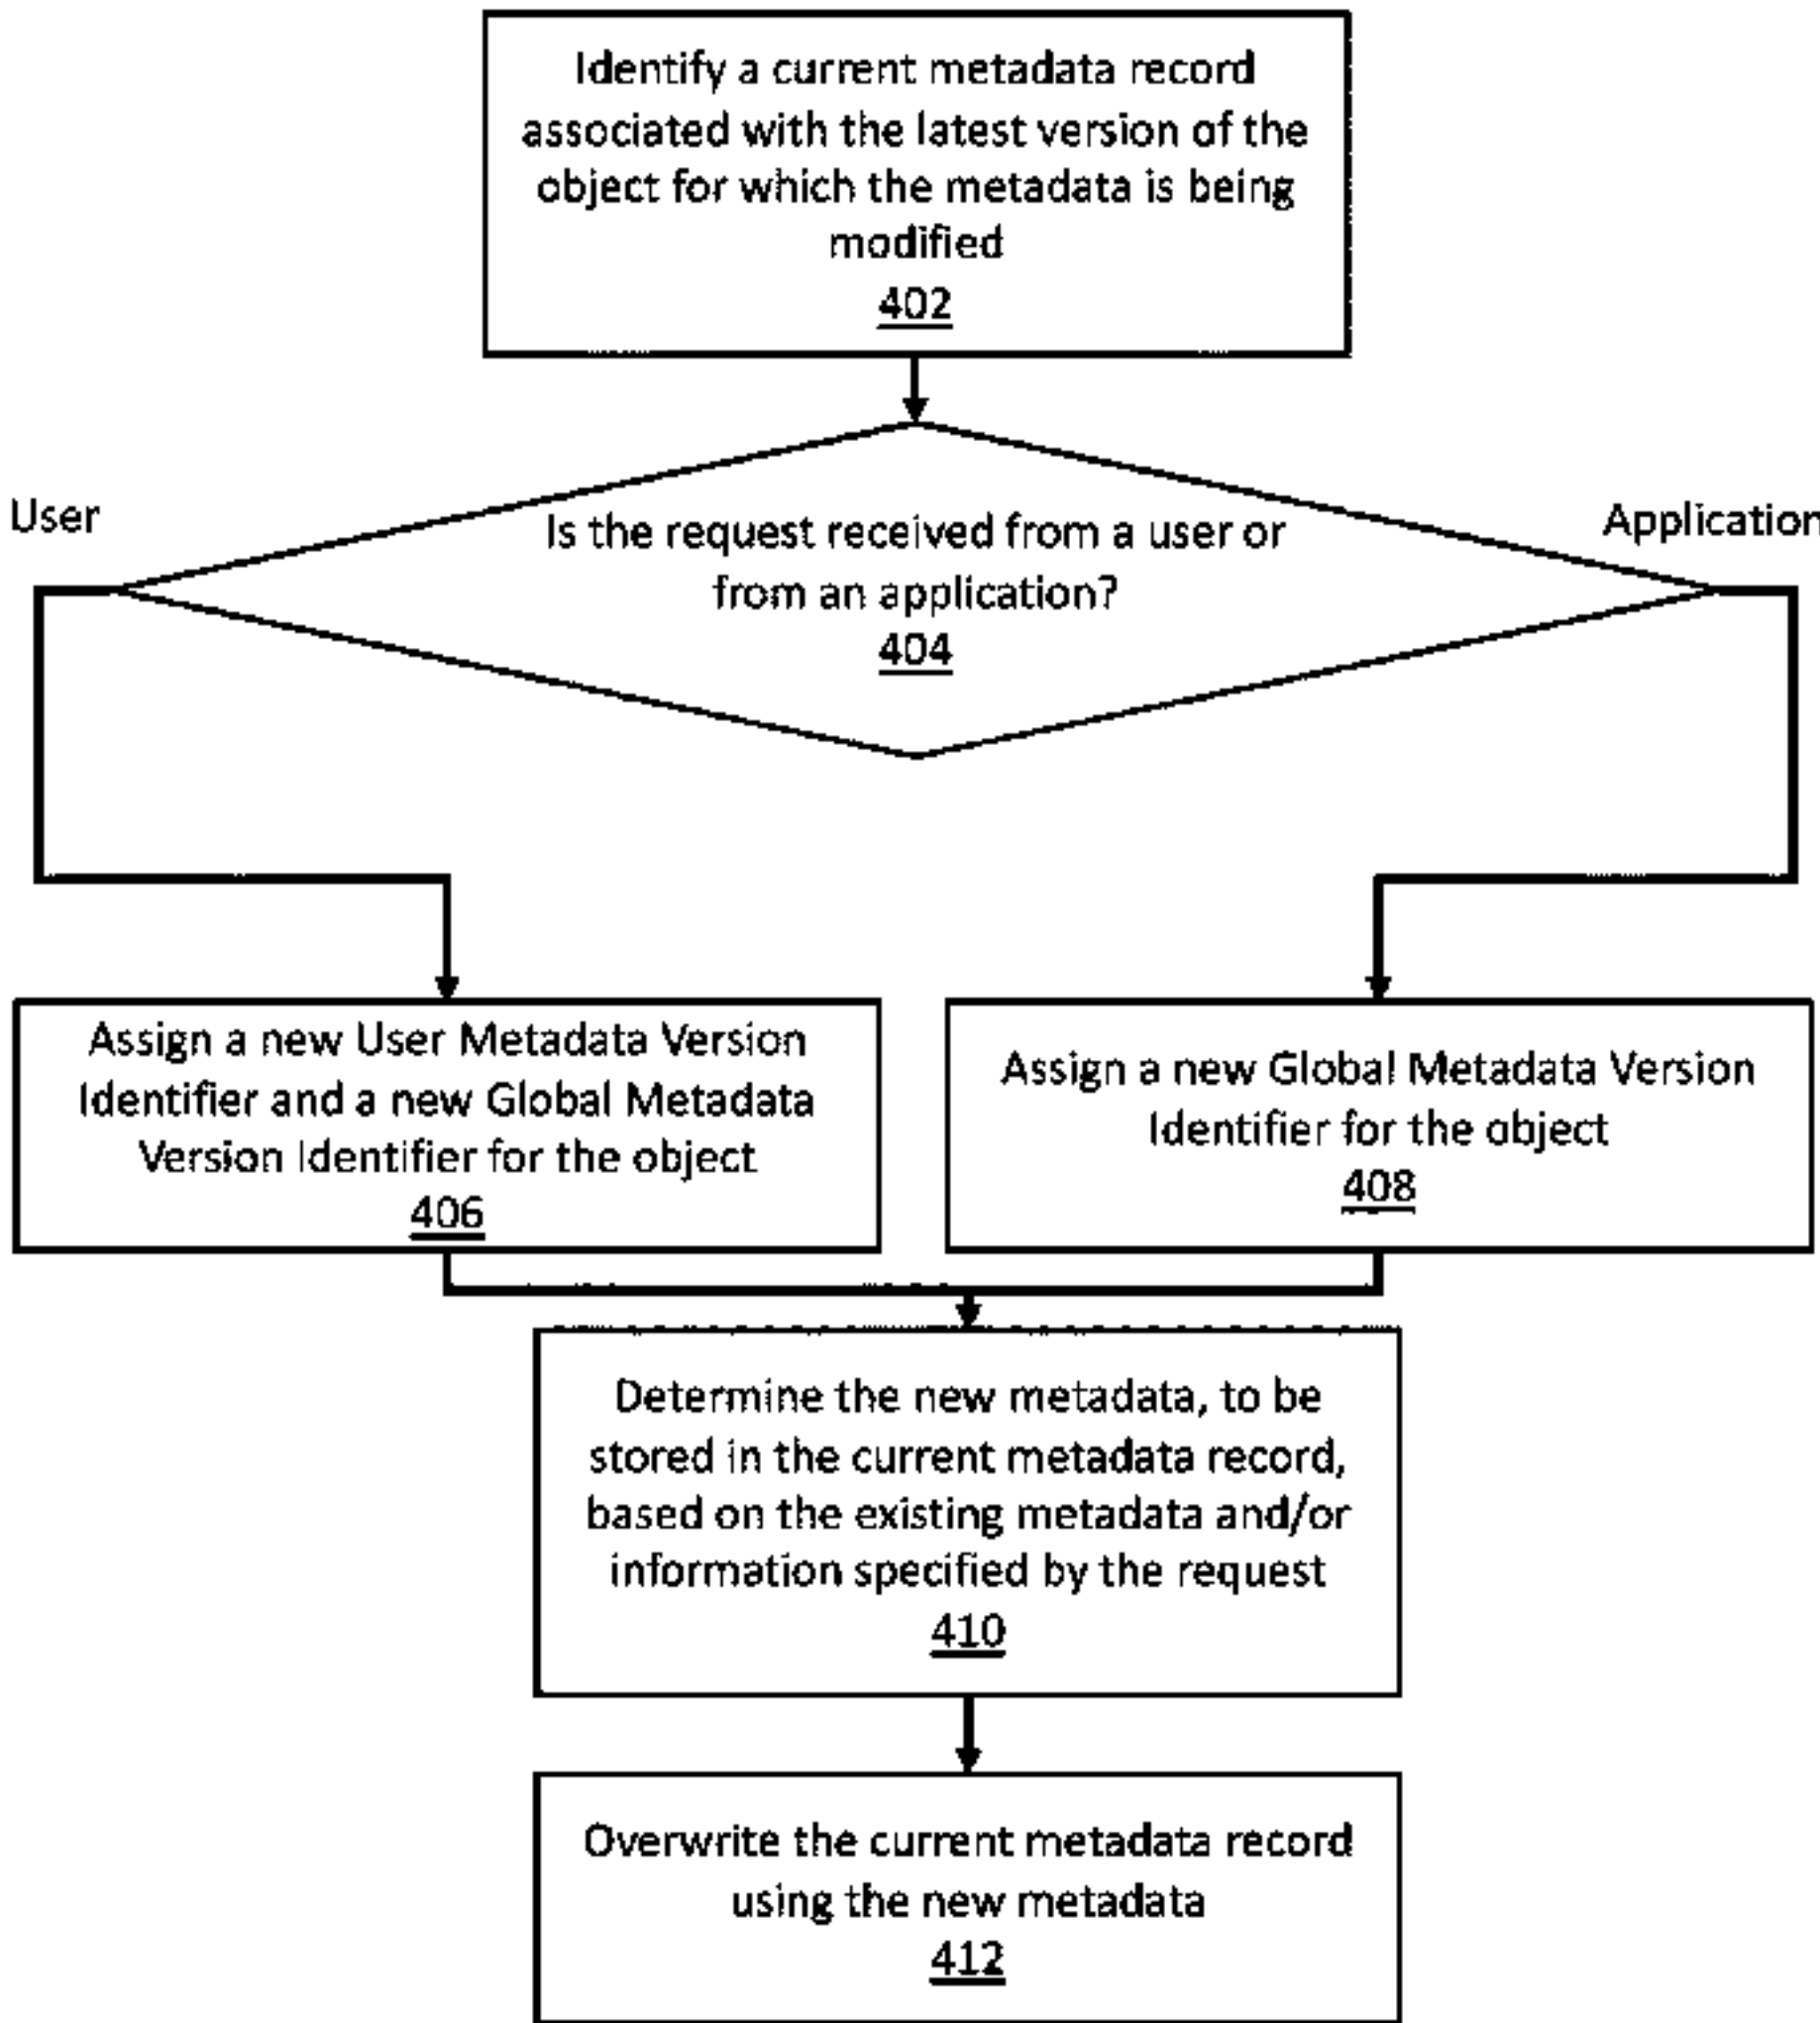 Identify a current metadata record
associated with the latest version of the
object for which the metadata is being
modified
402
User
Application
Is the request received from a user or
from an application?
404
Assign a new User Metadata Version
Identifier and a new Global Metadata
Version Identifier for the object
406
Assign a new Global Metadata Version
Identifier for the object
408
Determine the new metadata, to be
stored in the current metadata record,
based on the existing metadata and/or
information specified by the request
410
Overwrite the current metadata record
using the new metadata
412